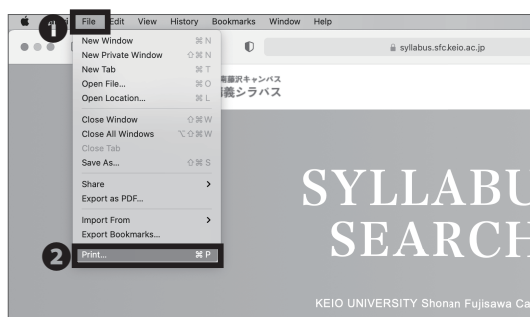 File Edit View History Bookmarks Window Help
1
New Window ⌘ N
New Private Window ⇧ ⌘ N
New Tab ⌘ T
Open File... ⌘ O
Open Location... ⌘ L
Close Window ⇧ ⌘ W
Close All Windows ⌥ ⇧ ⌘ W
Close Tab
Save As... ⇧ ⌘ S
Share >
Export as PDF...
Import From >
Export Bookmarks...
2
Print... ⌘ P
syllabus.sfc.keio.ac.jp
南藤沢キャンパス
講義シラバス
SYLLABU
SEARCH
KEIO UNIVERSITY Shonan Fujisawa Ca